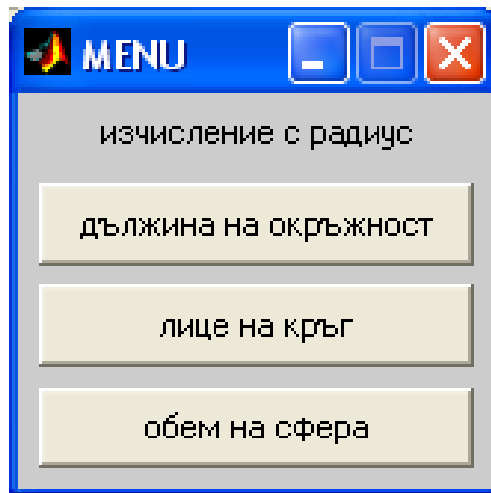 MENU
изчисление с радиус
дължина на окръжност
лице на кръг
обем на сфера